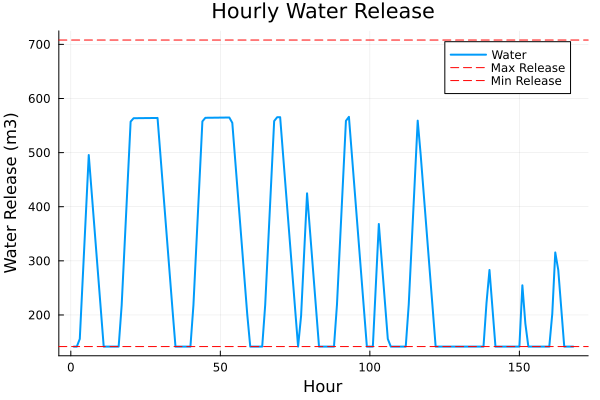 Hourly Water Release
Water Release (m3)
700
600
500
400
300
200
0
50
100
150
Hour
Water
Max Release
Min Release